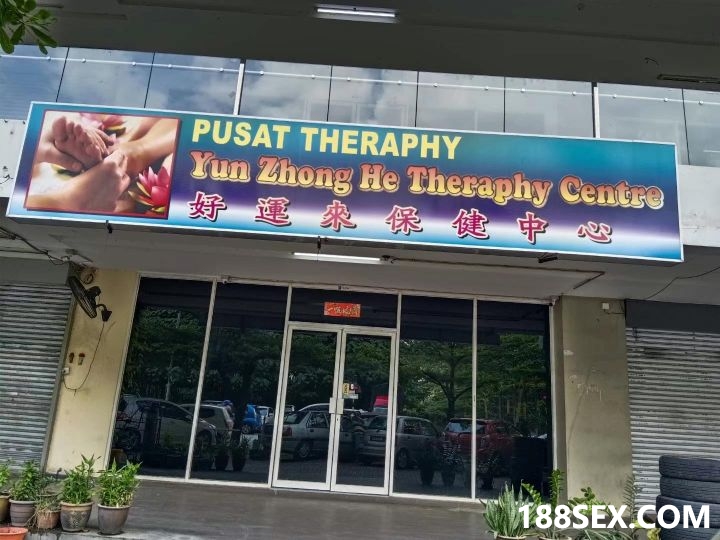 PUSAT THERAPHY
Yun Zhong He Theraphy Centre
好運來保健中心
188SEX.COM